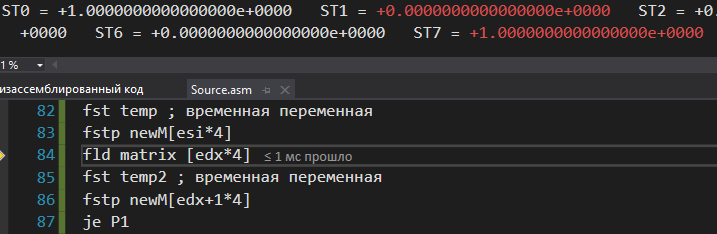 ST0 = +1.0000000000000000e+0000   ST1 = +0.0000000000000000e+0000   ST2 = +0.
+0000   ST6 = +0.0000000000000000e+0000   ST7 = +1.0000000000000000e+0000
1 %
изассемблированный код   Source.asm
82 fst temp ; временная переменная
83 fstp newM[esi*4]
84 fld matrix [edx*4]   ≤ 1 мс прошло
85 fst temp2 ; временная переменная
86 fstp newM[edx+1*4]
87 je P1